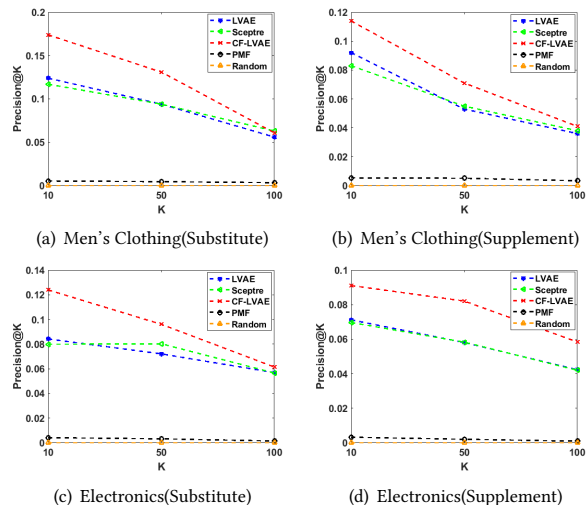 0.2
0.15
0.1
0.05
0
Precision@K
10
50
100
K
LVAE
Sceptre
CF-LVAE
PMF
Random
(a) Men's Clothing(Substitute)
0.12
0.1
0.08
0.06
0.04
0.02
0
Precision@K
10
50
100
K
LVAE
Sceptre
CF-LVAE
PMF
Random
(b) Men's Clothing(Supplement)
0.14
0.12
0.1
0.08
0.06
0.04
0.02
0
Precision@K
10
50
100
K
LVAE
Sceptre
CF-LVAE
PMF
Random
(c) Electronics(Substitute)
0.1
0.08
0.06
0.04
0.02
0
Precision@K
10
50
100
K
LVAE
Sceptre
CF-LVAE
PMF
Random
(d) Electronics(Supplement)